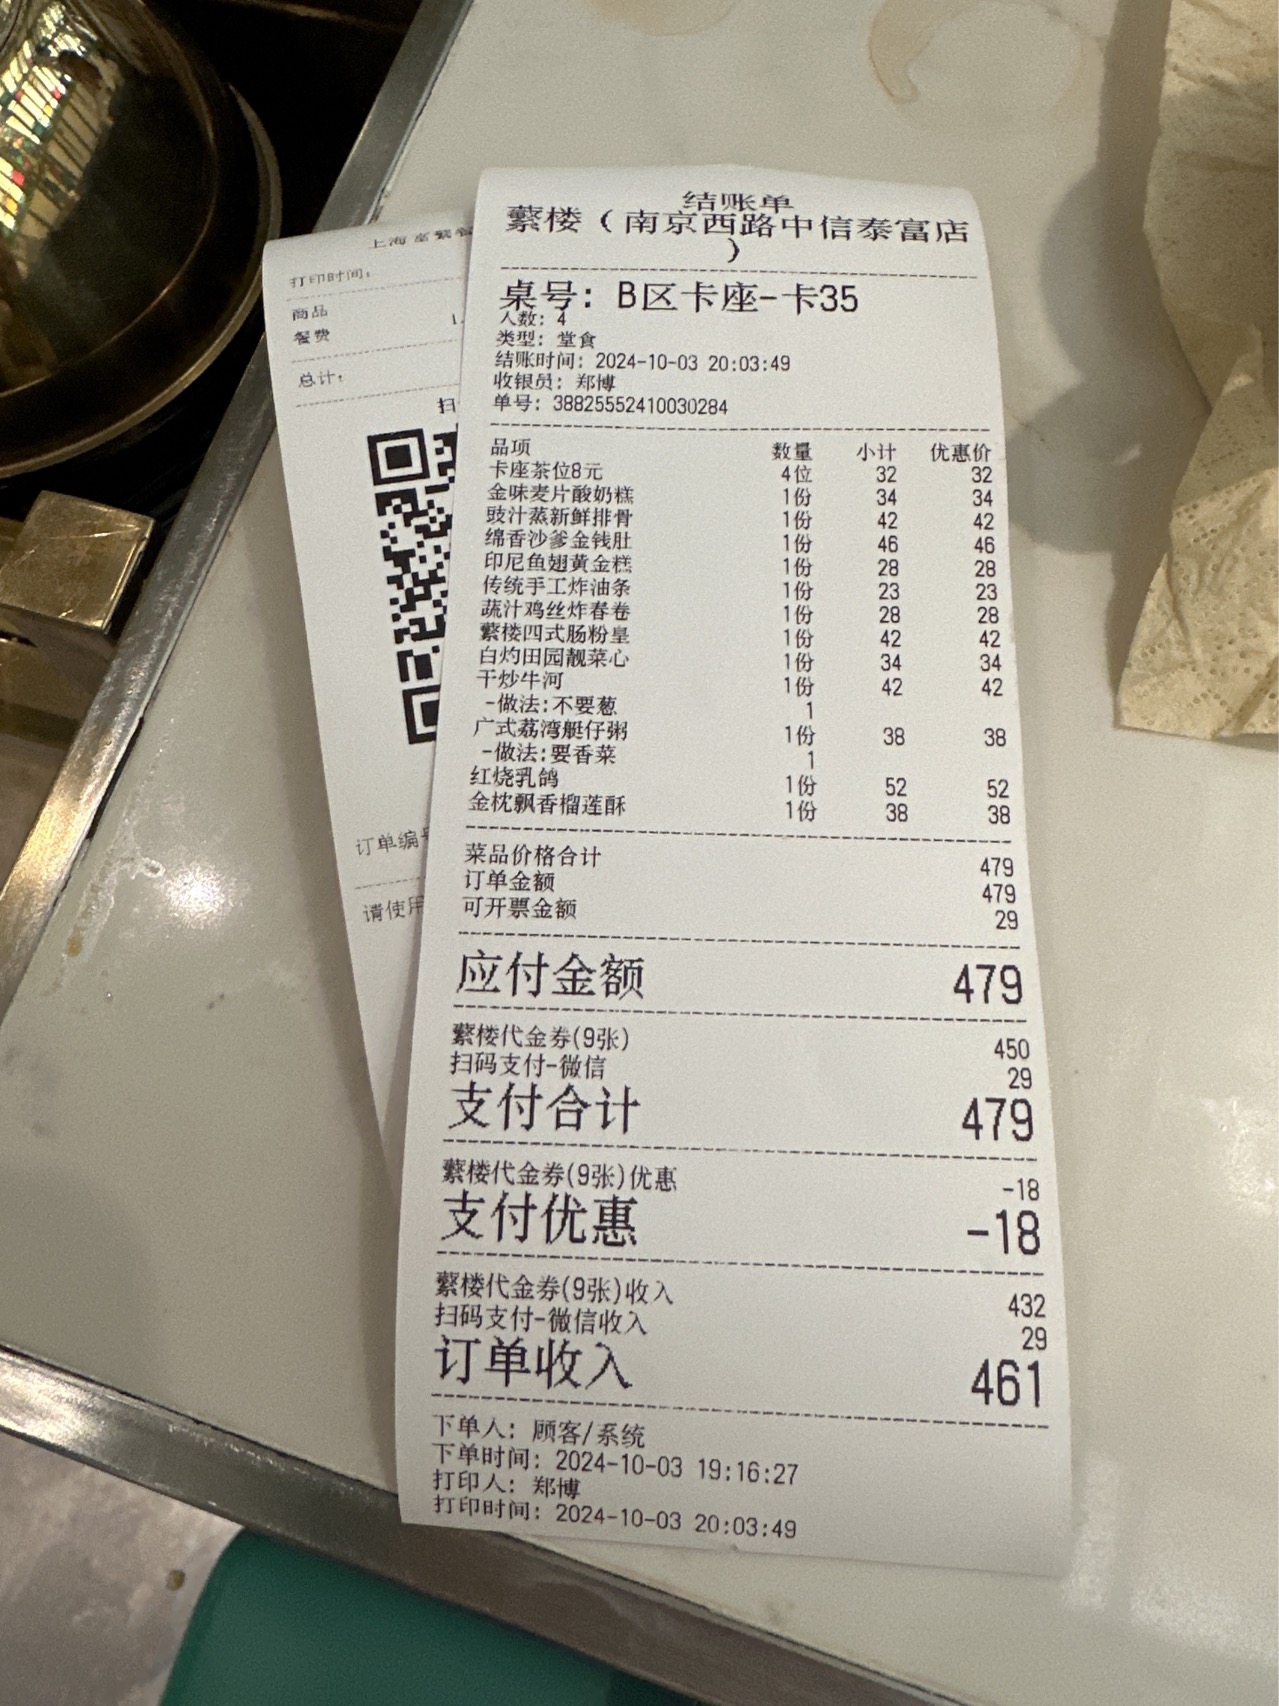 结账单
蘩楼（南京西路中信泰富店
）
桌号: B区卡座-卡35
人数: 4
类型: 堂食
结账时间: 2024-10-03 20:03:49
收银员: 郑博
单号: 38825552410030284
品项 数量 小计 优惠价
卡座茶位8元 4位 32 32
金味麦片酸奶糕 1份 34 34
豉汁蒸新鲜排骨 1份 42 42
绵香沙爹金钱肚 1份 46 46
印尼鱼翅黄金糕 1份 28 28
传统手工炸油条 1份 23 23
蔬汁鸡丝炸春卷 1份 28 28
蘩楼四式肠粉皇 1份 42 42
白灼田园靓菜心 1份 34 34
干炒牛河 1份 42 42
-做法:不要葱 1
广式荔湾艇仔粥 1份 38 38
-做法:要香菜 1
红烧乳鸽 1份 52 52
金枕飘香榴莲酥 1份 38 38
菜品价格合计 479
订单金额 479
可开票金额 29
应付金额 479
蘩楼代金券(9张) 450
扫码支付-微信 29
支付合计 479
蘩楼代金券(9张)优惠 -18
支付优惠 -18
蘩楼代金券(9张)收入 432
扫码支付-微信收入 29
订单收入 461
下单人: 顾客/系统
下单时间: 2024-10-03 19:16:27
打印人: 郑博
打印时间: 2024-10-03 20:03:49
上海
打印时间:
商品
餐费 1.
总计:
扫
订单编号
请使用